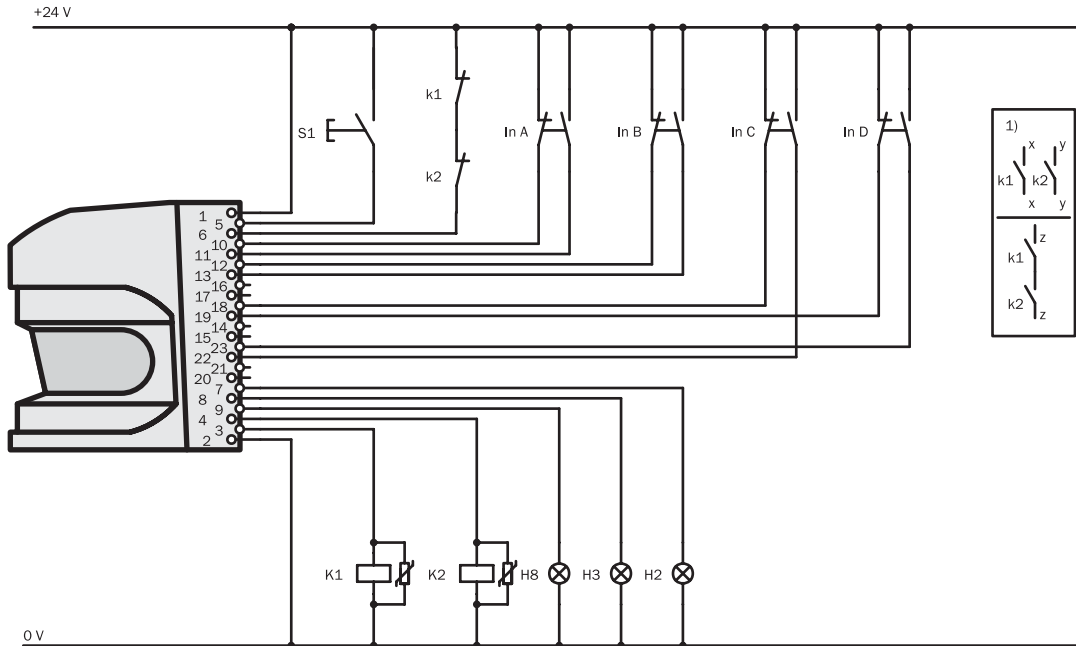 +24 V
k1
S1
In A
In B
In C
In D
k2
1)
x
y
k1
k2
x
y
z
k1
k2
z
1
5
6
10
11
12
13
16
17
18
19
14
15
23
22
21
20
7
8
9
4
3
2
K1
K2
H8
H3
H2
0 V